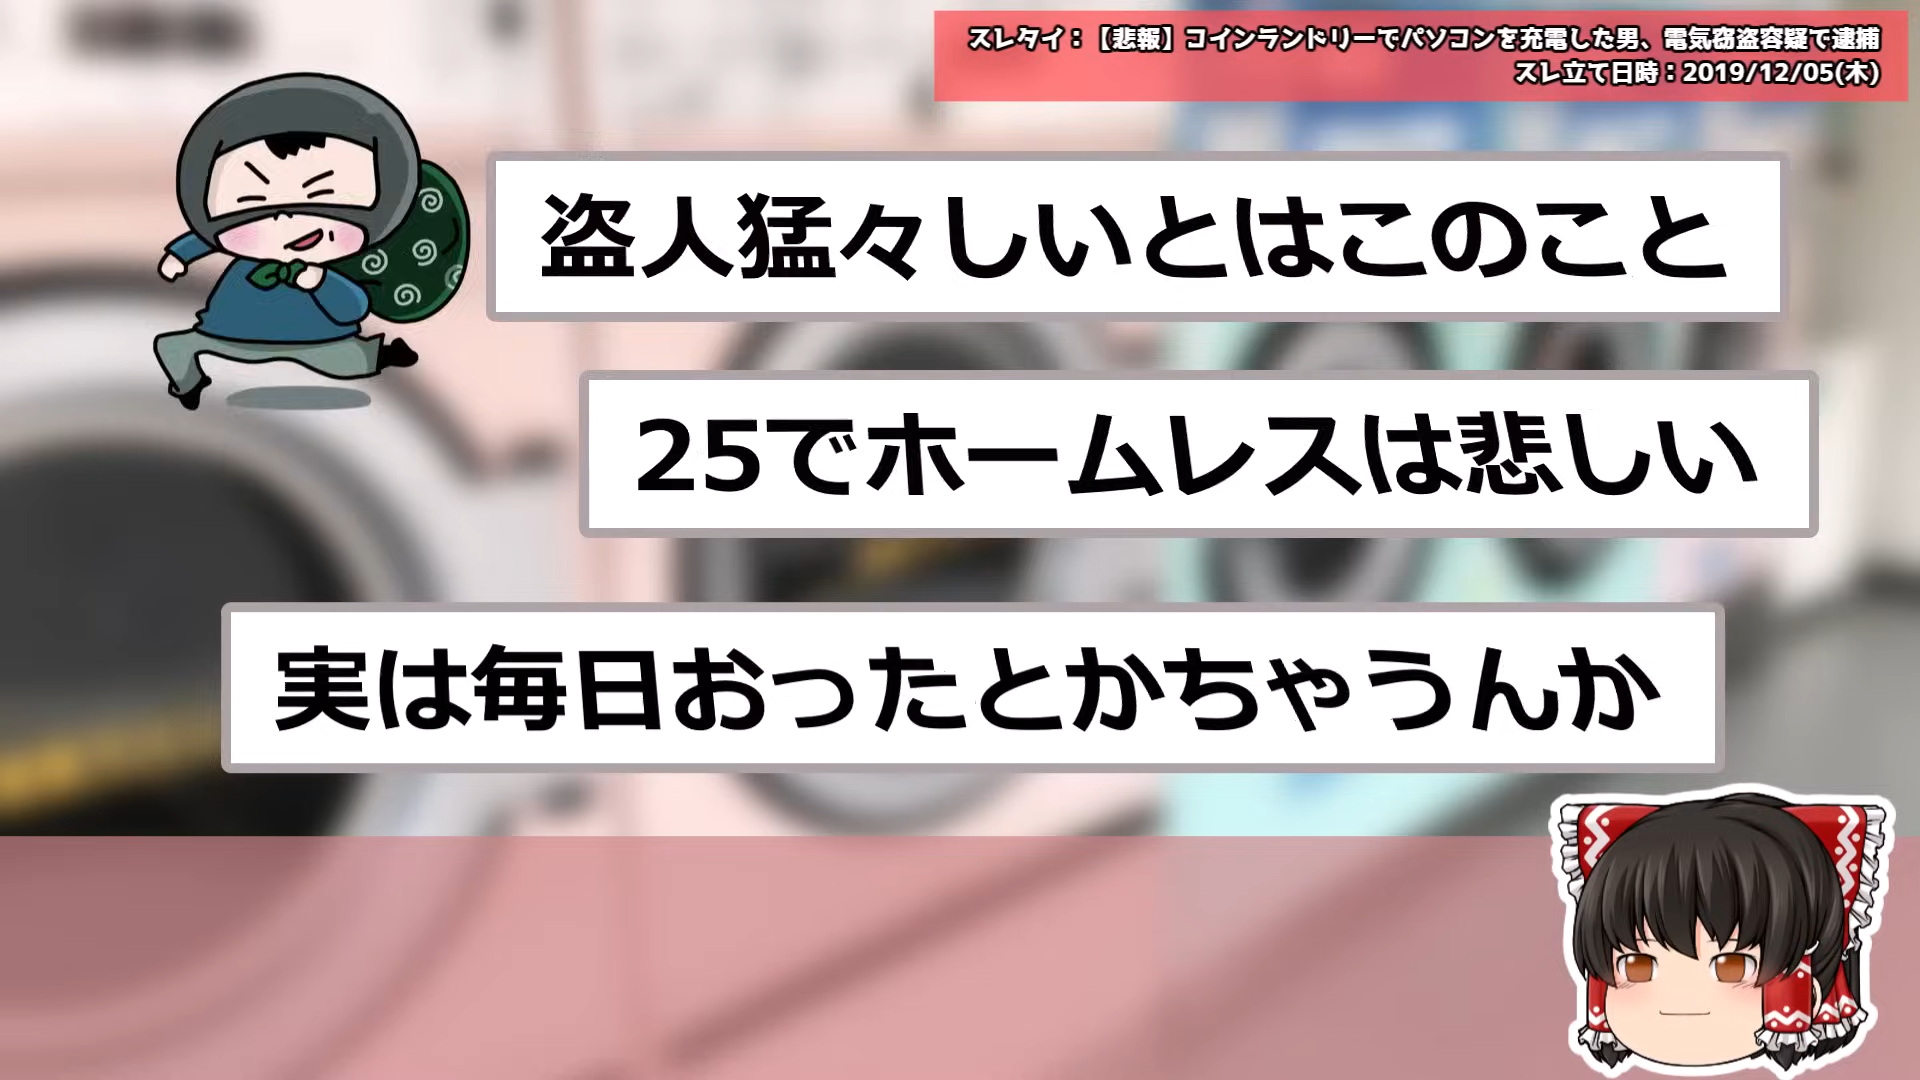 スレタイ：【悲報】コインランドリーでパソコンを充電した男、電気窃盗容疑で逮捕
スレ立て日時：2019/12/05(木)
盗人猛々しいとはこのこと
25でホームレスは悲しい
実は毎日おったとかちゃうんか